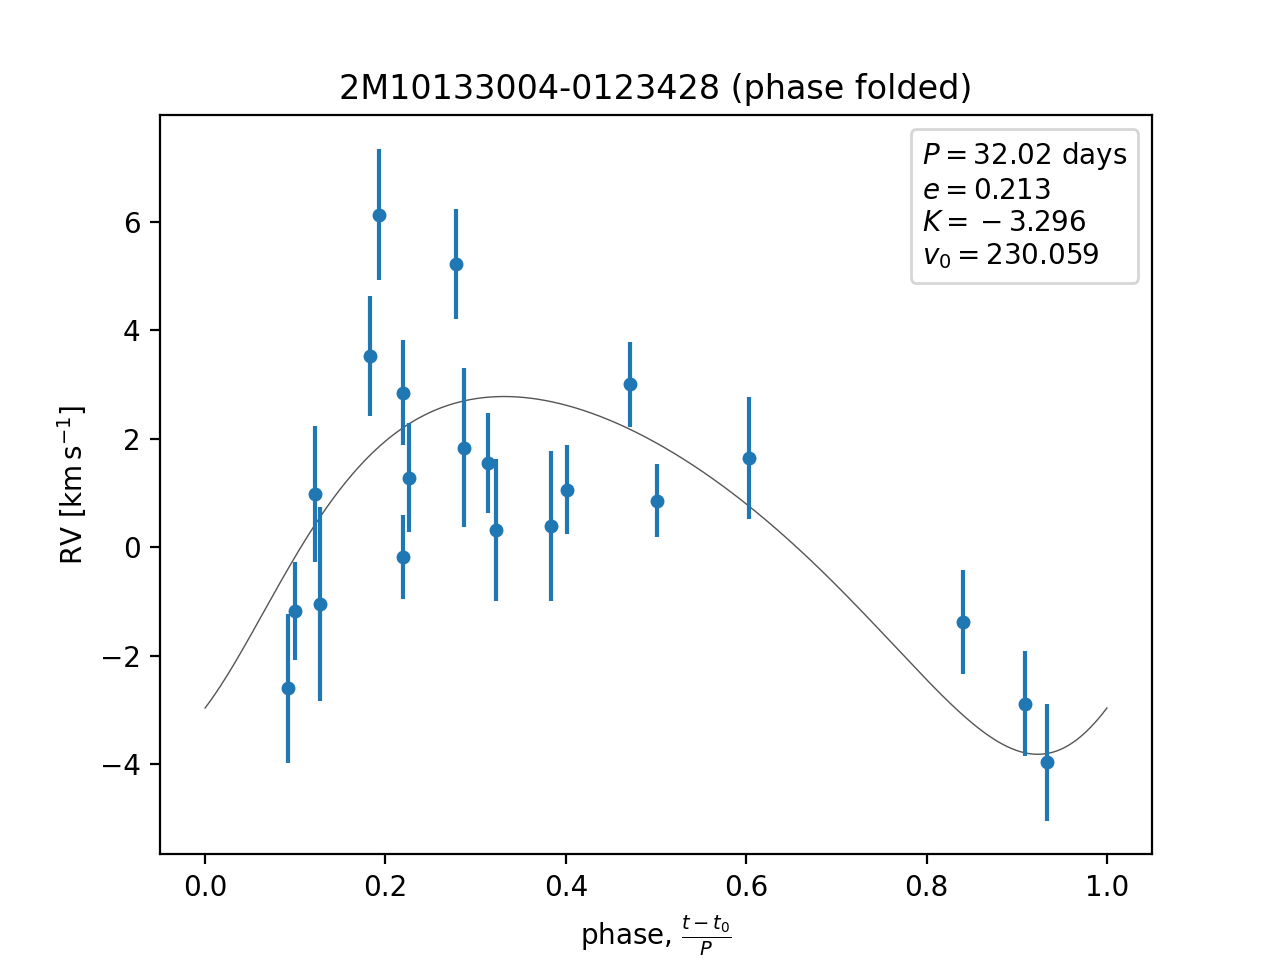 2M10133004-0123428 (phase folded)
P = 32.02 days
e = 0.213
K = −3.296
v₀ = 230.059
6
4
2
0
−2
−4
RV [km s⁻¹]
0.0 0.2 0.4 0.6 0.8 1.0
phase, (t − t₀)/P